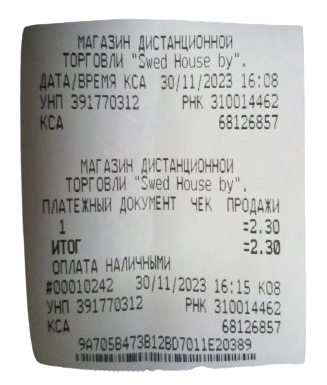 МАГАЗИН ДИСТАНЦИОННОЙ
ТОРГОВЛИ "Swed House by".
ДАТА/ВРЕМЯ КСА 30/11/2023 16:08
УНП 391770312 РНК 310014462
КСА 68126857
МАГАЗИН ДИСТАНЦИОННОЙ
ТОРГОВЛИ "Swed House by".
ПЛАТЕЖНЫЙ ДОКУМЕНТ ЧЕК ПРОДАЖИ
1 =2.30
ИТОГ =2.30
ОПЛАТА НАЛИЧНЫМИ
#00010242 30/11/2023 16:15 К08
УНП 391770312 РНК 310014462
КСА 68126857
9A705B473B12BD7011E20389